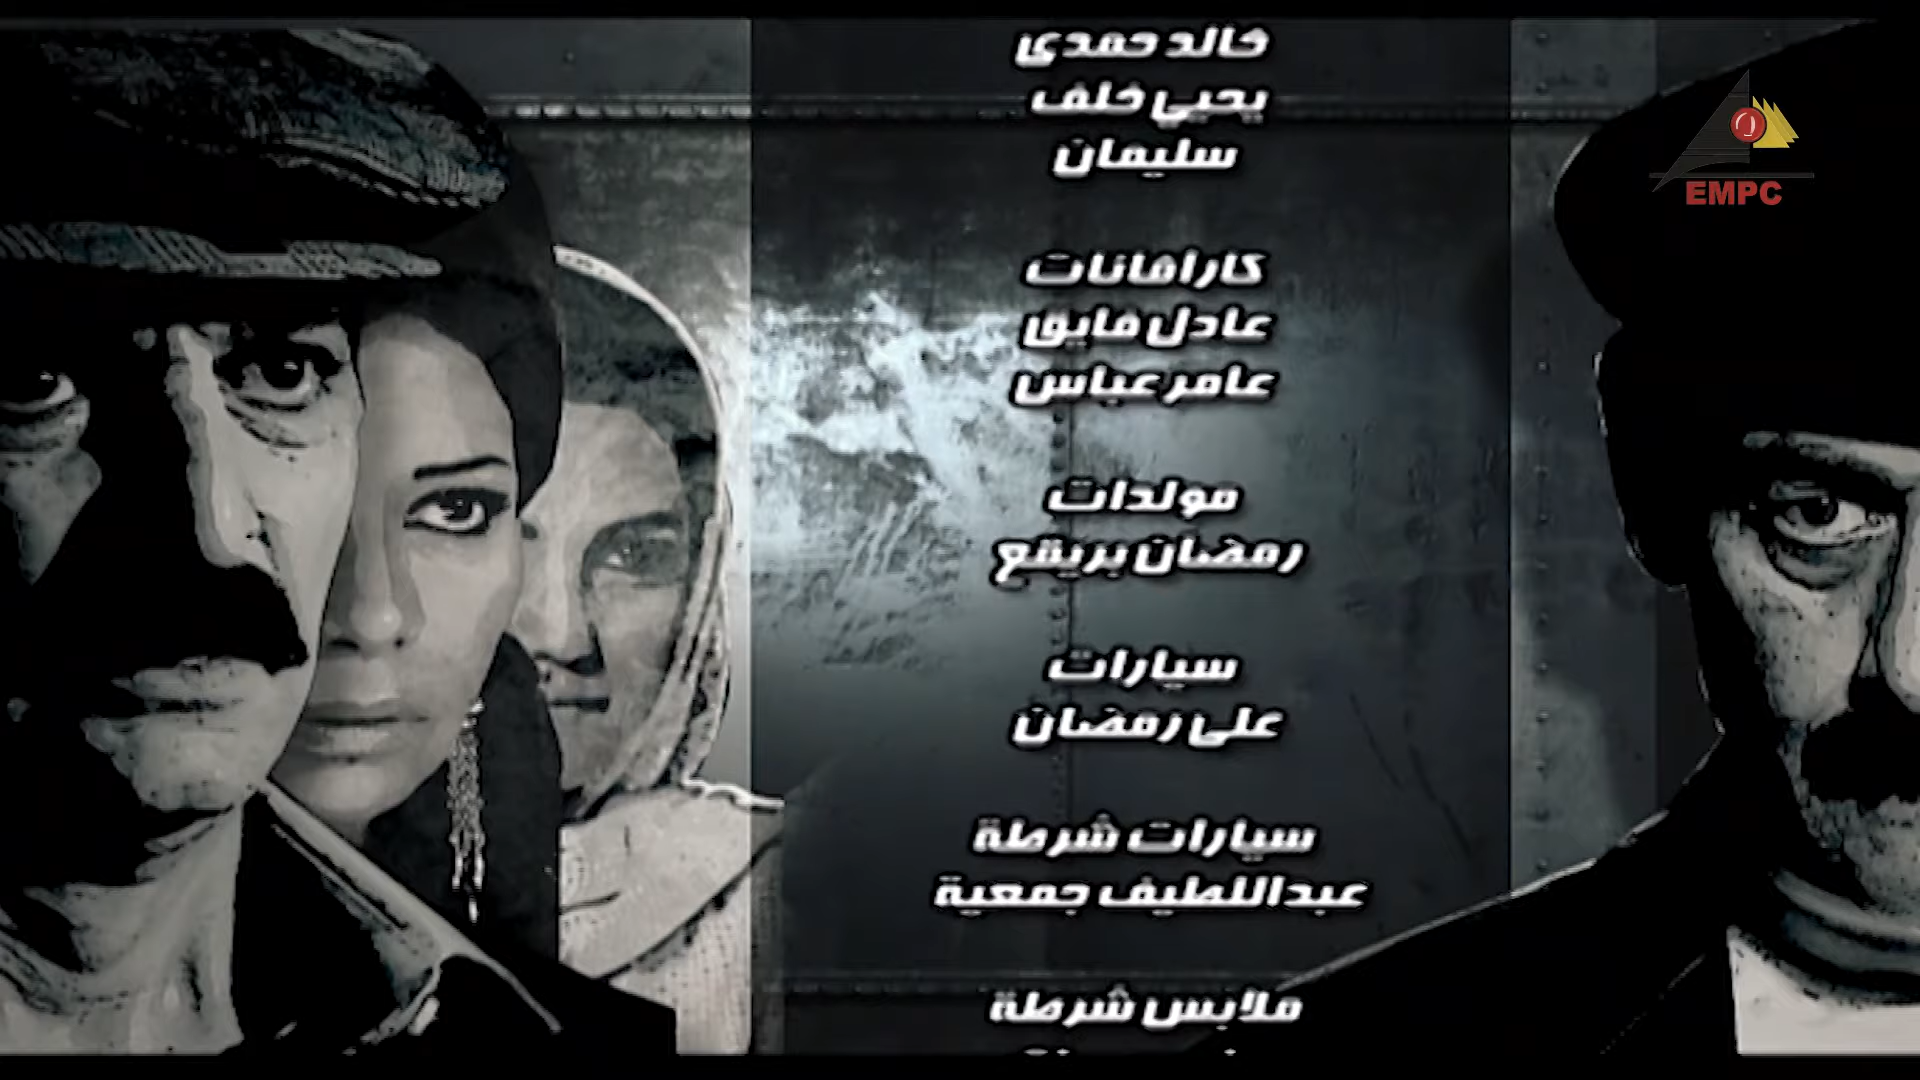 خالد حمدى
يحيي خلف
سليمان
EMPC
كارافانات
عادل فايق
عامر عباس
مولدات
رمضان بريقع
سيارات
على رمضان
سيارات شرطة
عبداللطيف جمعية
ملابس شرطة